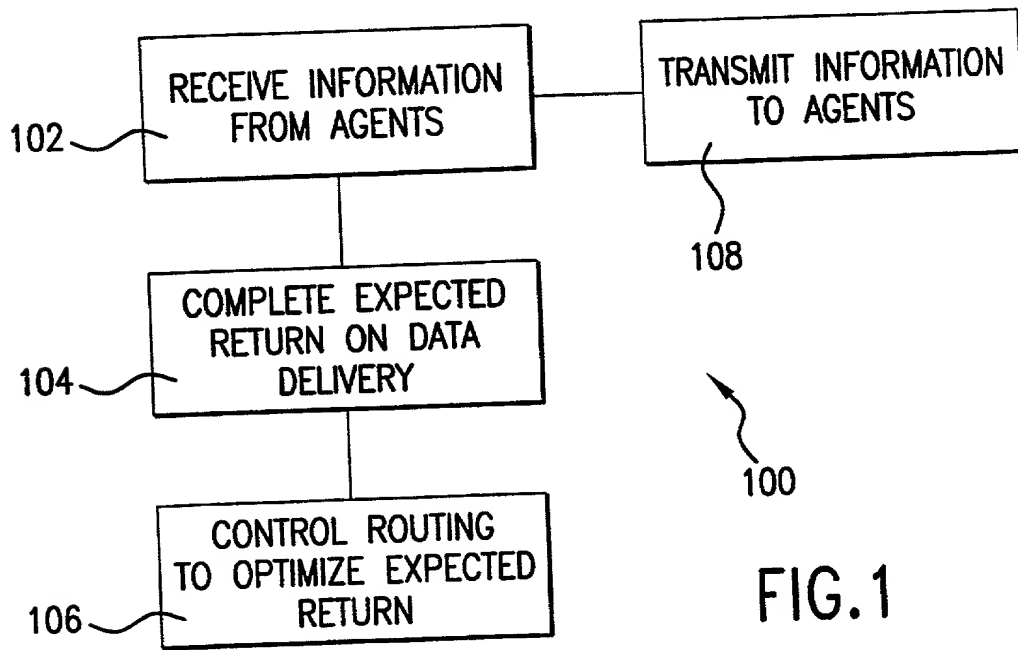 RECEIVE INFORMATION
FROM AGENTS
102
TRANSMIT INFORMATION
TO AGENTS
108
COMPLETE EXPECTED
RETURN ON DATA
DELIVERY
104
100
CONTROL ROUTING
TO OPTIMIZE EXPECTED
RETURN
106
FIG.1